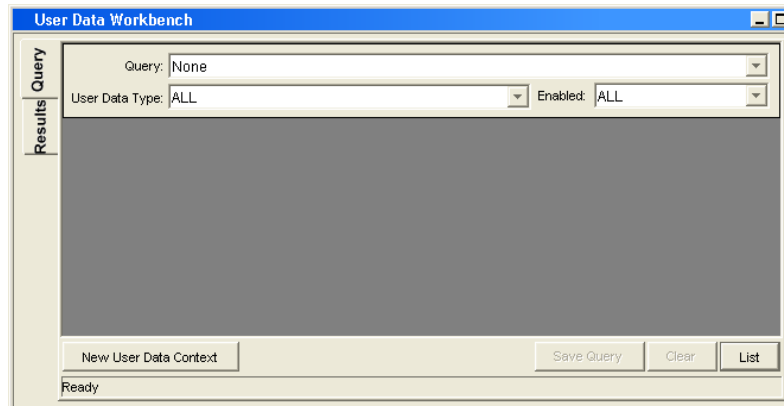 User Data Workbench
Query
Results
Query: None
User Data Type: ALL Enabled: ALL
New User Data Context Save Query Clear List
Ready